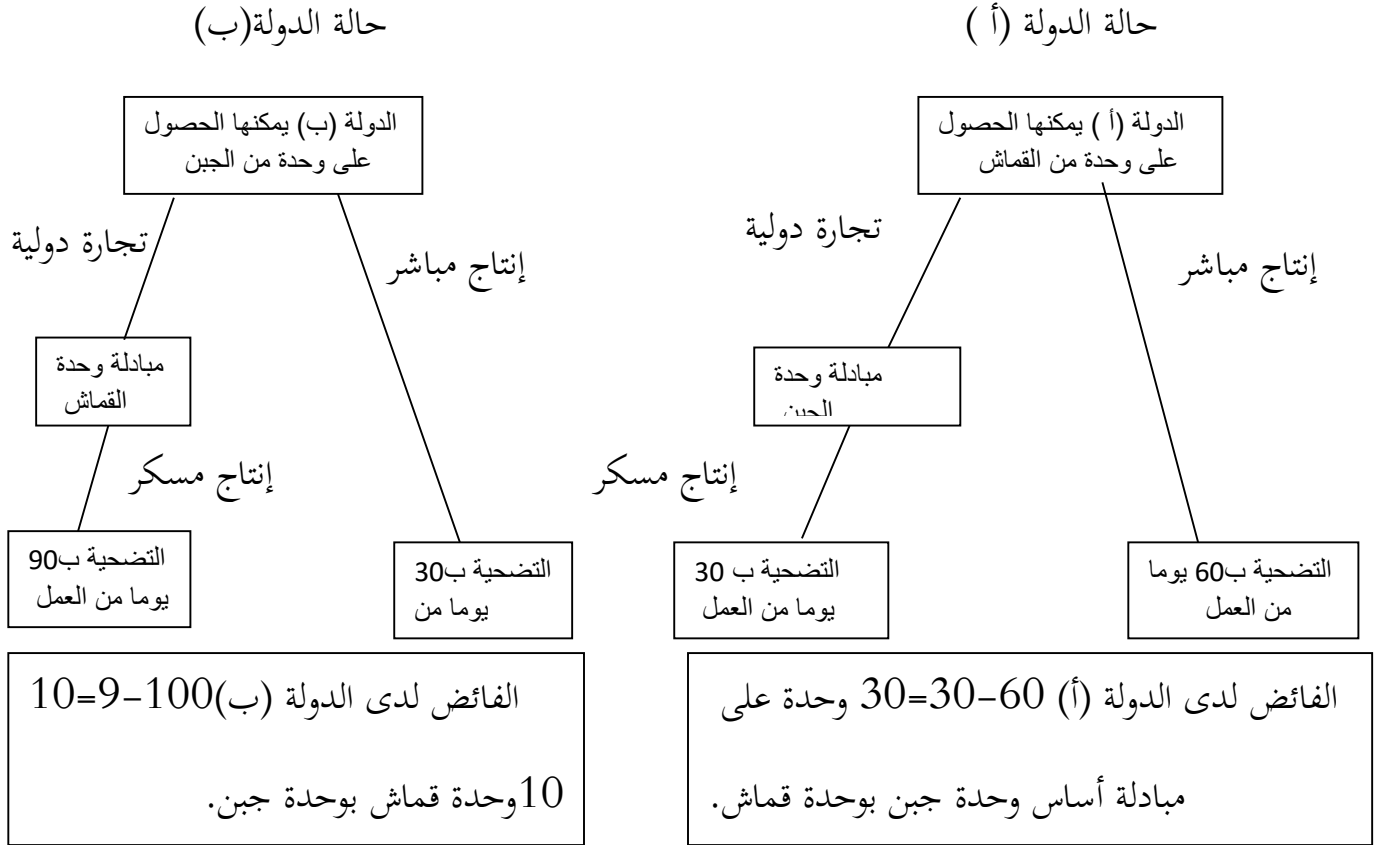 حالة الدولة (أ )
حالة الدولة(ب)
الدولة (أ ) يمكنها الحصول
على وحدة من القماش
الدولة (ب) يمكنها الحصول
على وحدة من الجبن
تجارة دولية
إنتاج مباشر
تجارة دولية
إنتاج مباشر
مبادلة وحدة
الجبن
مبادلة وحدة
القماش
إنتاج مسكر
إنتاج مسكر
التضحية ب60 يوما
من العمل
التضحية ب 30
يوما من العمل
التضحية ب30
يوما من
التضحية ب90
يوما من العمل
الفائض لدى الدولة (أ) 60-30=30 وحدة على
مبادلة أساس وحدة جبن بوحدة قماش.
الفائض لدى الدولة (ب)100-9=10
10وحدة قماش بوحدة جبن.